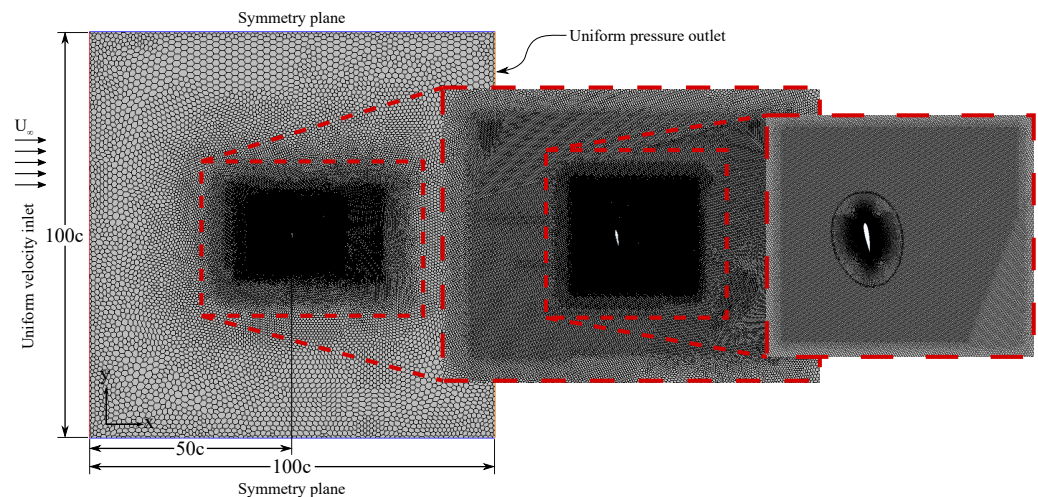 Symmetry plane
Uniform pressure outlet
U∞
Uniform velocity inlet
100c
y
x
50c
100c
Symmetry plane